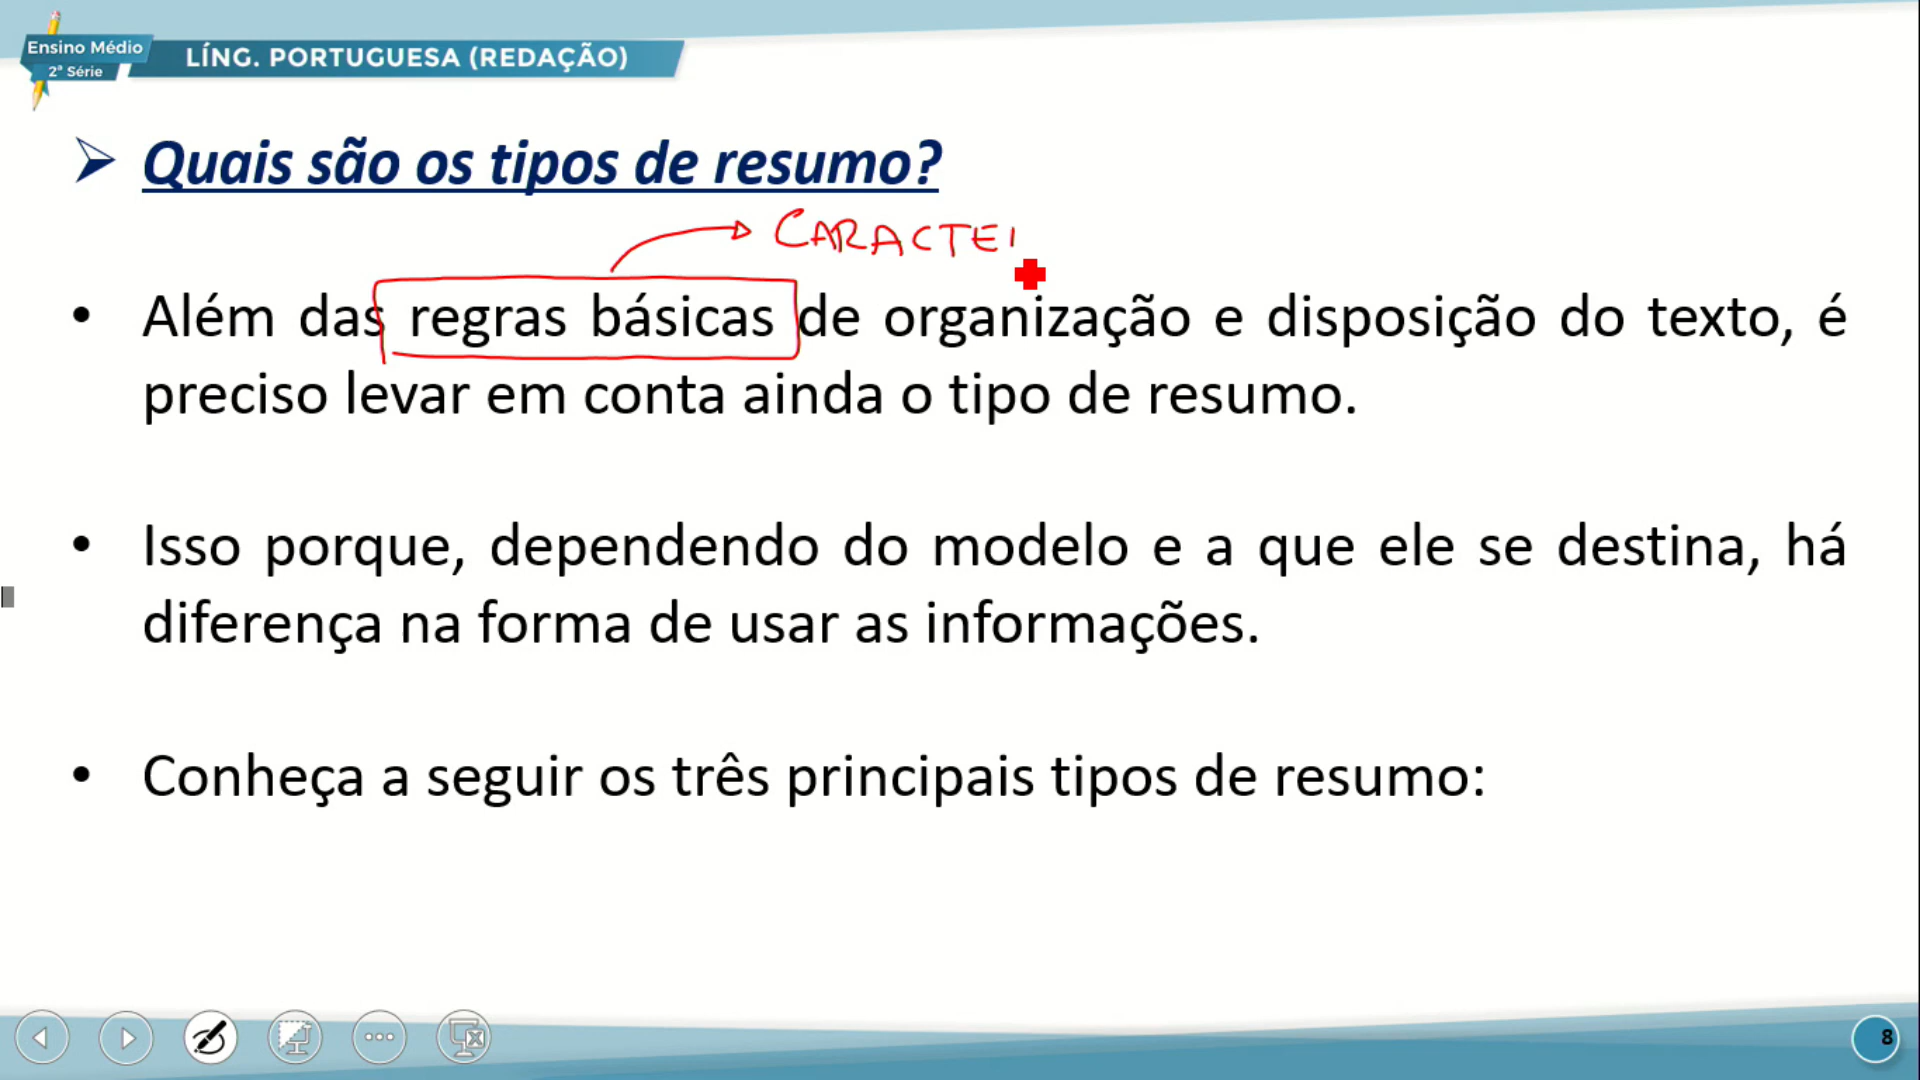 Ensino Médio
2ª Série
LÍNG. PORTUGUESA (REDAÇÃO)
Quais são os tipos de resumo?
CARACTEI
• Além das regras básicas de organização e disposição do texto, é
preciso levar em conta ainda o tipo de resumo.
• Isso porque, dependendo do modelo e a que ele se destina, há
diferença na forma de usar as informações.
• Conheça a seguir os três principais tipos de resumo:
8